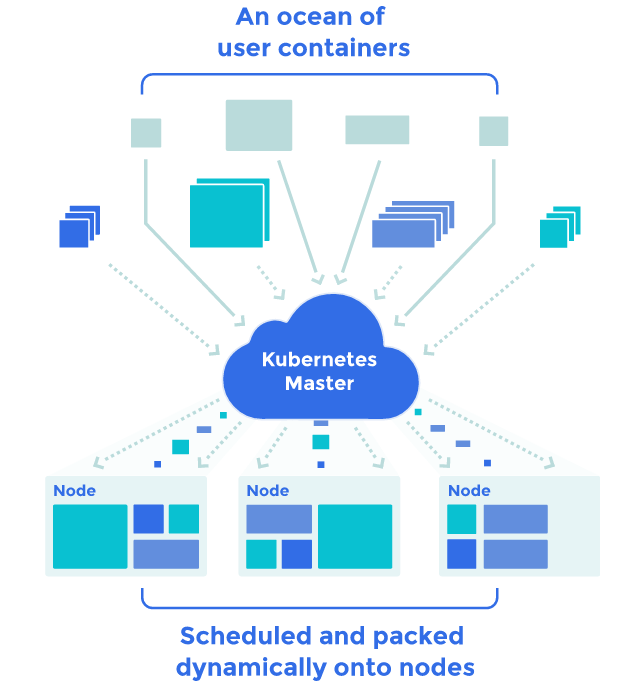 An ocean of
user containers
Kubernetes
Master
Node
Node
Node
Scheduled and packed
dynamically onto nodes